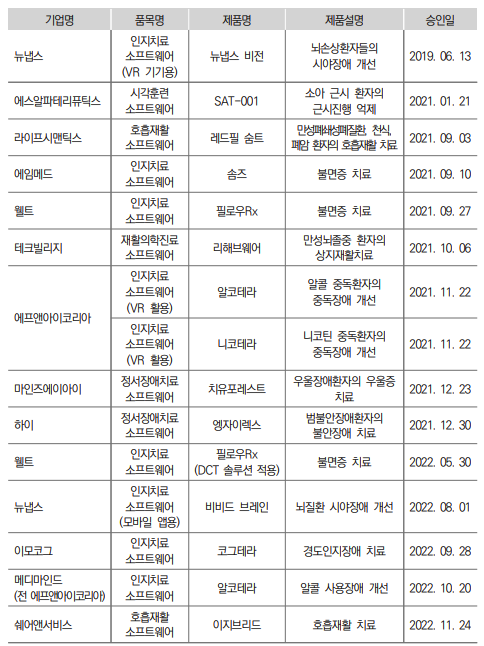 기업명 품목명 제품명 제품설명 승인일
뉴냅스 인지치료 소프트웨어 (VR 기기용) 뉴냅스 비전 뇌손상환자들의 시야장애 개선 2019. 06. 13
에스알파테리퓨틱스 시각훈련 소프트웨어 SAT-001 소아 근시 환자의 근시진행 억제 2021. 01. 21
라이프시맨틱스 호흡재활 소프트웨어 레드필 숨트 만성폐쇄성폐질환, 천식, 폐암 환자의 호흡재활 치료 2021. 09. 03
에임메드 인지치료 소프트웨어 솜즈 불면증 치료 2021. 09. 10
웰트 인지치료 소프트웨어 필로우Rx 불면증 치료 2021. 09. 27
테크빌리지 재활의학진료 소프트웨어 리해브웨어 만성뇌졸중 환자의 상지재활치료 2021. 10. 06
에프앤아이코리아 인지치료 소프트웨어 (VR 활용) 알코테라 알콜 중독환자의 중독장애 개선 2021. 11. 22
인지치료 소프트웨어 (VR 활용) 니코테라 니코틴 중독환자의 중독장애 개선 2021. 11. 22
마인즈에이아이 정서장애치료 소프트웨어 치유포레스트 우울장애환자의 우울증 치료 2021. 12. 23
하이 정서장애치료 소프트웨어 엥자이렉스 범불안장애환자의 불안장애 치료 2021. 12. 30
웰트 인지치료 소프트웨어 필로우Rx (DCT 솔루션 적용) 불면증 치료 2022. 05. 30
뉴냅스 인지치료 소프트웨어 (모바일 앱용) 비비드 브레인 뇌질환 시야장애 개선 2022. 08. 01
이모코그 인지치료 소프트웨어 코그테라 경도인지장애 치료 2022. 09. 28
메디마인드 (전 에프앤아이코리아) 인지치료 소프트웨어 알코테라 알콜 사용장애 개선 2022. 10. 20
쉐어앤서비스 호흡재활 소프트웨어 이지브리드 호흡재활 치료 2022. 11. 24